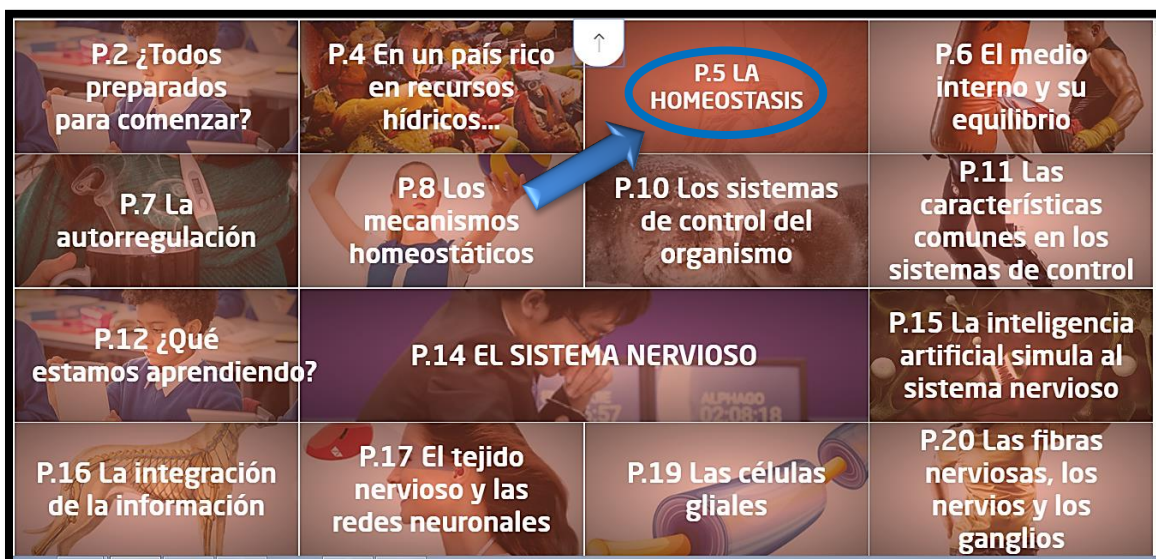 P.2 ¿Todos
preparados
para comenzar?
P.4 En un país rico
en recursos
hídricos...
P.5 LA
HOMEOSTASIS
P.6 El medio
interno y su
equilibrio
P.7 La
autorregulación
P.8 Los
mecanismos
homeostáticos
P.10 Los sistemas
de control del
organismo
P.11 Las
características
comunes en los
sistemas de control
P.12 ¿Qué
estamos aprendiendo?
P.14 EL SISTEMA NERVIOSO
ALPHAGO
02:08:18
P.15 La inteligencia
artificial simula al
sistema nervioso
P.16 La integración
de la información
P.17 El tejido
nervioso y las
redes neuronales
P.19 Las células
gliales
P.20 Las fibras
nerviosas, los
nervios y los
ganglios